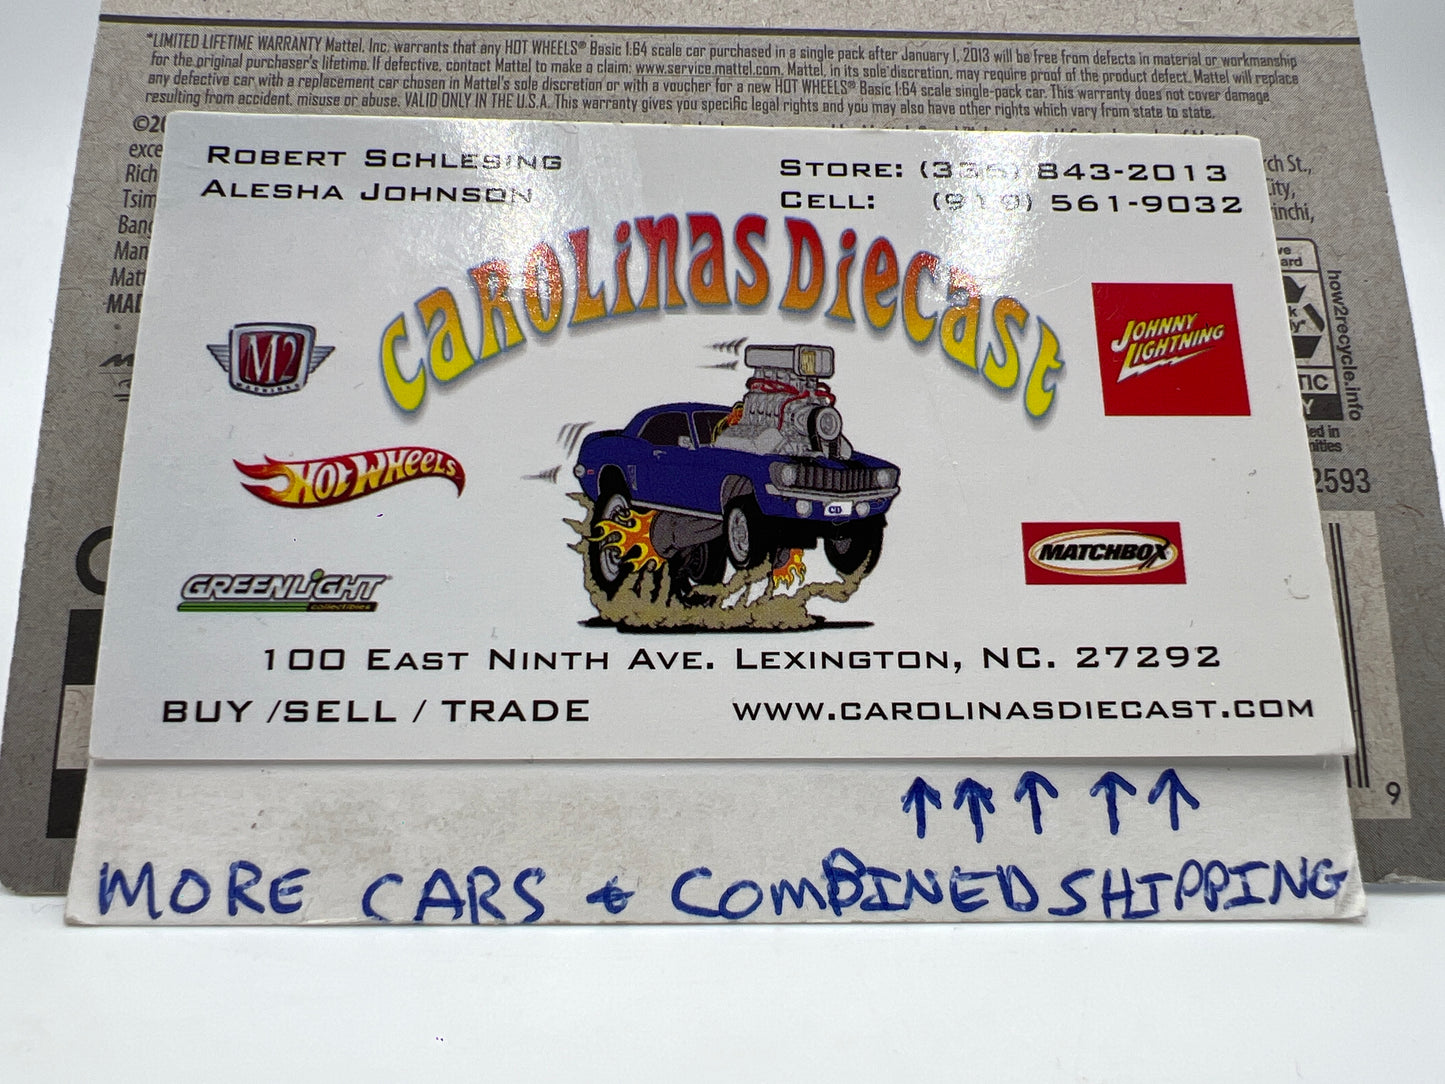 *LIMITED LIFETIME WARRANTY Mattel, Inc. warrants that any HOT WHEELS® Basic 1:64 scale car purchased in a single pack after January 1, 2013 will be free from defects in material or workmanship
for the original purchaser's lifetime. If defective, contact Mattel to make a claim: www.service.mattel.com. Mattel, in its sole discretion, may require proof of the product defect. Mattel will replace
any defective car with a replacement car chosen in Mattel's sole discretion or with a voucher for a new HOT WHEELS® Basic 1:64 scale single-pack car. This warranty does not cover damage
resulting from accident, misuse or abuse. VALID ONLY IN THE U.S.A. This warranty gives you specific legal rights and you may also have other rights which vary from state to state.
ROBERT SCHLESING
ALESHA JOHNSON
STORE: (336) 843-2013
CELL: (919) 561-9032
CAROLINAS DIECAST
M2
MACHINES
JOHNNY
LIGHTNING
HOT WHEELS
CD
MATCHBOX
GREENLIGHT
collectibles
100 EAST NINTH AVE. LEXINGTON, NC. 27292
BUY /SELL / TRADE
WWW.CAROLINASDIECAST.COM
how2recycle.info
2593
9
MORE CARS & COMBINED SHIPPING